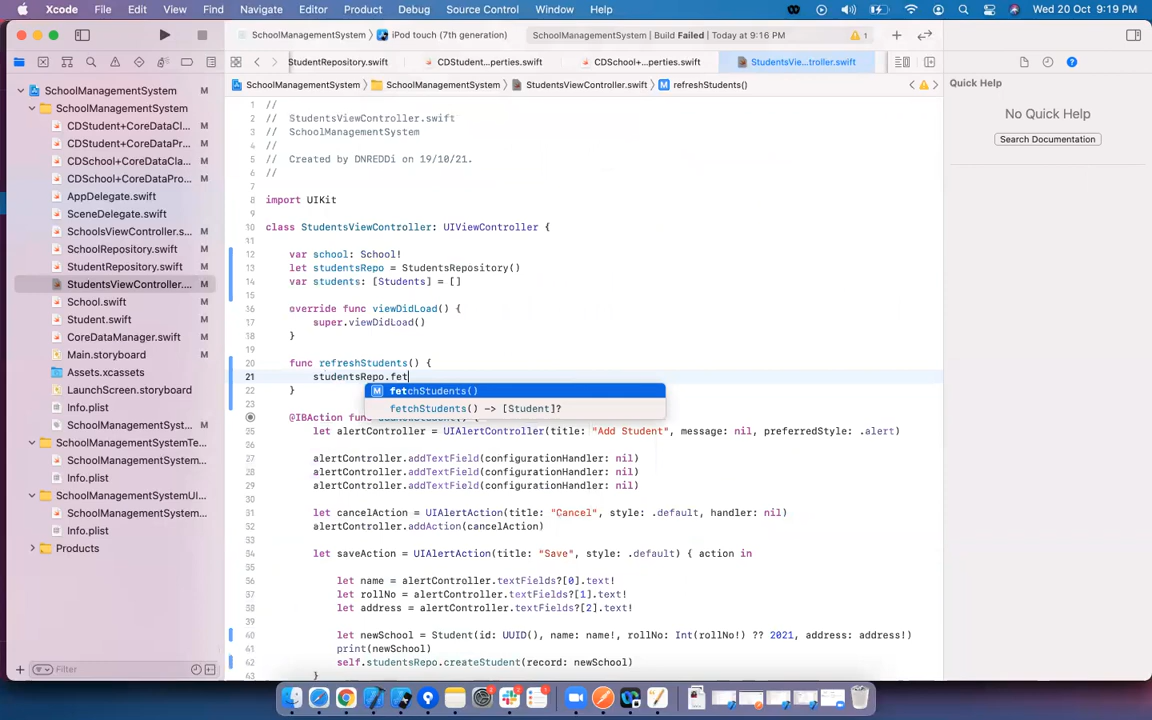 Xcode File Edit View Find Navigate Editor Product Debug Source Control Window Help Wed 20 Oct 9:19 PM
SchoolManagementSystem iPod touch (7th generation) SchoolManagementSystem | Build Failed | Today at 9:16 PM 1
StudentRepository.swift CDStudent...perties.swift CDSchool+...perties.swift StudentsVie...troller.swift
SchoolManagementSystem SchoolManagementSystem StudentsViewController.swift M refreshStudents()
Quick Help
No Quick Help
Search Documentation
SchoolManagementSystem
SchoolManagementSystem
CDStudent+CoreDataCl... M
CDStudent+CoreDataPr... M
CDSchool+CoreDataCla... M
CDSchool+CoreDataPro... M
AppDelegate.swift
SceneDelegate.swift
SchoolsViewController.s... M
SchoolRepository.swift M
StudentRepository.swift M
StudentsViewController.... M
School.swift M
Student.swift M
CoreDataManager.swift M
Main.storyboard M
Assets.xcassets
LaunchScreen.storyboard
Info.plist
SchoolManagementSys... M
SchoolManagementSystemTe...
SchoolManagementSystem...
Info.plist
SchoolManagementSystemUI...
SchoolManagementSystem...
Info.plist
Products
Filter
1 //
2 // StudentsViewController.swift
3 // SchoolManagementSystem
4 //
5 // Created by DNREDDi on 19/10/21.
6 //
7
8 import UIKit
9
10 class StudentsViewController: UIViewController {
11
12 var school: School!
13 let studentsRepo = StudentsRepository()
14 var students: [Students] = []
15
16 override func viewDidLoad() {
17 super.viewDidLoad()
18 }
19
20 func refreshStudents() {
21 studentsRepo.fet
M fetchStudents()
fetchStudents() -> [Student]?
22 }
23
@IBAction func
25 let alertController = UIAlertController(title: "Add Student", message: nil, preferredStyle: .alert)
26
27 alertController.addTextField(configurationHandler: nil)
28 alertController.addTextField(configurationHandler: nil)
29 alertController.addTextField(configurationHandler: nil)
30
31 let cancelAction = UIAlertAction(title: "Cancel", style: .default, handler: nil)
32 alertController.addAction(cancelAction)
33
34 let saveAction = UIAlertAction(title: "Save", style: .default) { action in
35
36 let name = alertController.textFields?[0].text!
37 let rollNo = alertController.textFields?[1].text!
38 let address = alertController.textFields?[2].text!
39
40 let newSchool = Student(id: UUID(), name: name!, rollNo: Int(rollNo!) ?? 2021, address: address!)
41 print(newSchool)
42 self.studentsRepo.createStudent(record: newSchool)
43 }